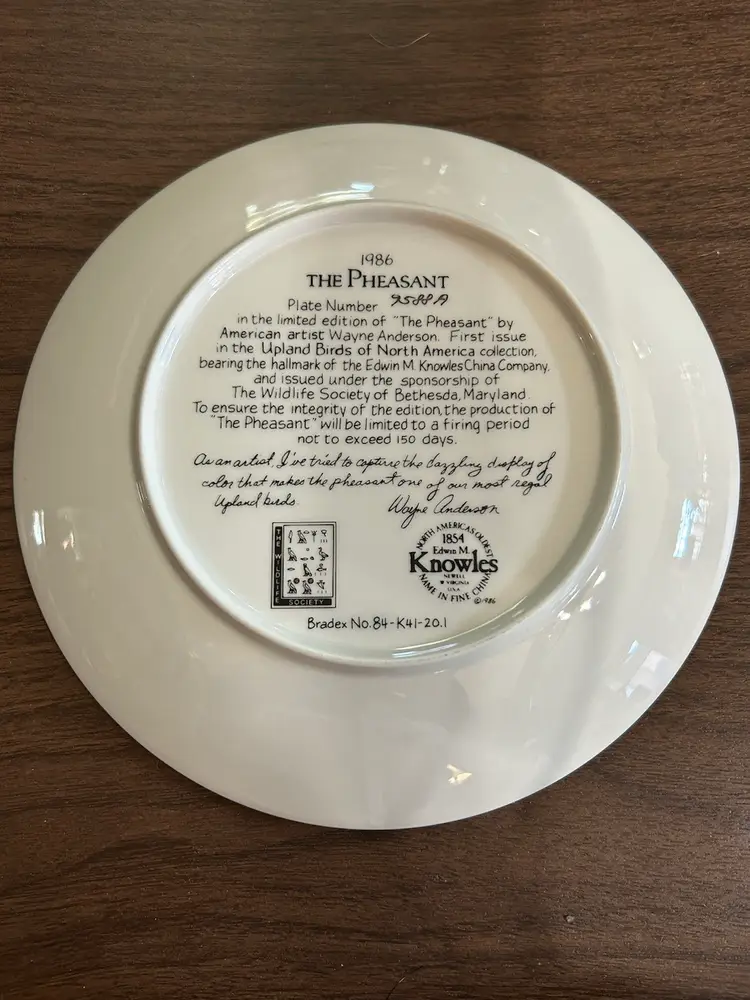 1986
THE PHEASANT
Plate Number 9588A
in the limited edition of "The Pheasant" by
American artist Wayne Anderson. First issue
in the Upland Birds of North America collection,
bearing the hallmark of the Edwin M. Knowles China Company,
and issued under the sponsorship of
The Wildlife Society of Bethesda, Maryland.
To ensure the integrity of the edition, the production of
"The Pheasant" will be limited to a firing period
not to exceed 150 days.
As an artist, I've tried to capture the dazzling display of
color that makes the pheasant one of our most regal
Upland birds.
Wayne Anderson
THE WILDLIFE
SOCIETY
NORTH AMERICA'S OLDEST
1854
Edwin M.
Knowles
NEWELL
W VIRGINIA
U.S.A.
NAME IN FINE CHINA
©1986
Bradex No. 84-K41-20.1